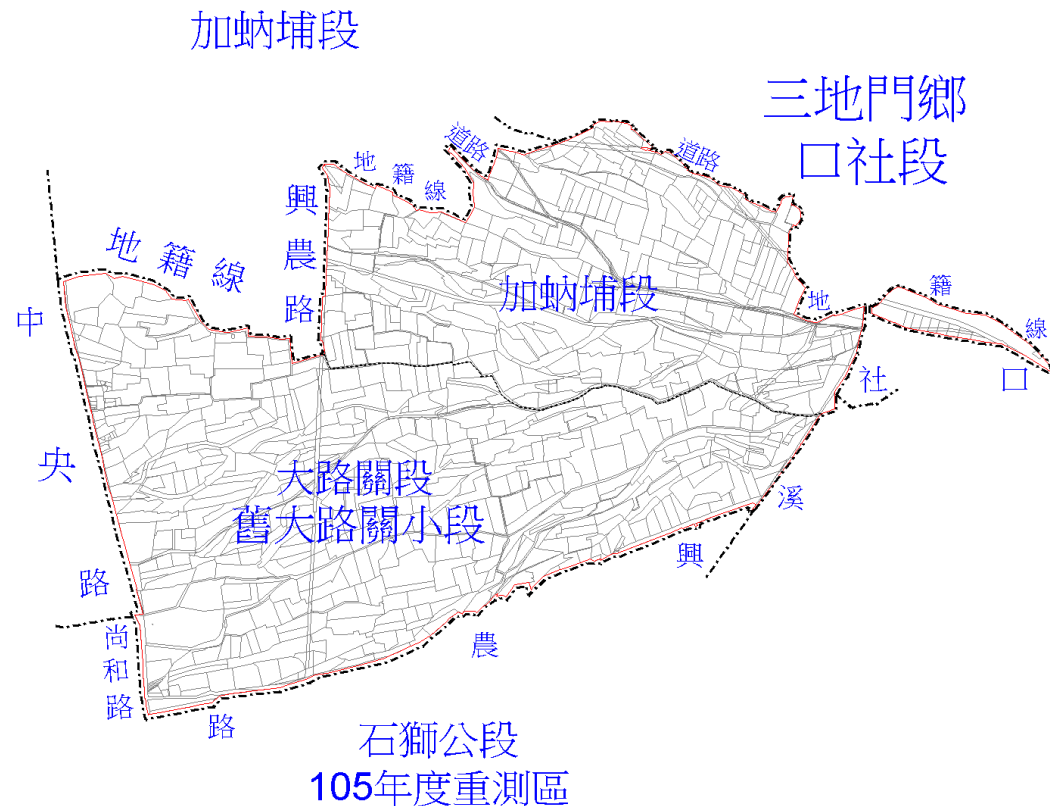 加蚋埔段
三地門鄉
口社段
道路
道路
地籍線
興農路
地籍線
加蚋埔段
地籍線
中央路
口社溪
大路關段
舊大路關小段
興農路
尚和路
石獅公段
105年度重測區